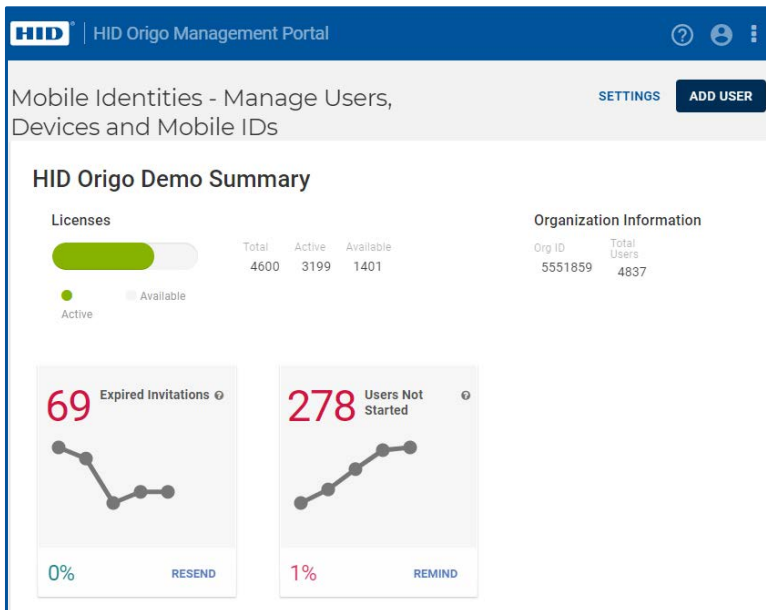 HID | HID Origo Management Portal
Mobile Identities - Manage Users,
Devices and Mobile IDs
SETTINGS
ADD USER
HID Origo Demo Summary
Licenses
Total Active Available
4600 3199 1401
Active
Available
Organization Information
Org ID
Total
Users
5551859
4837
69
Expired Invitations
0%
RESEND
278
Users Not
Started
1%
REMIND